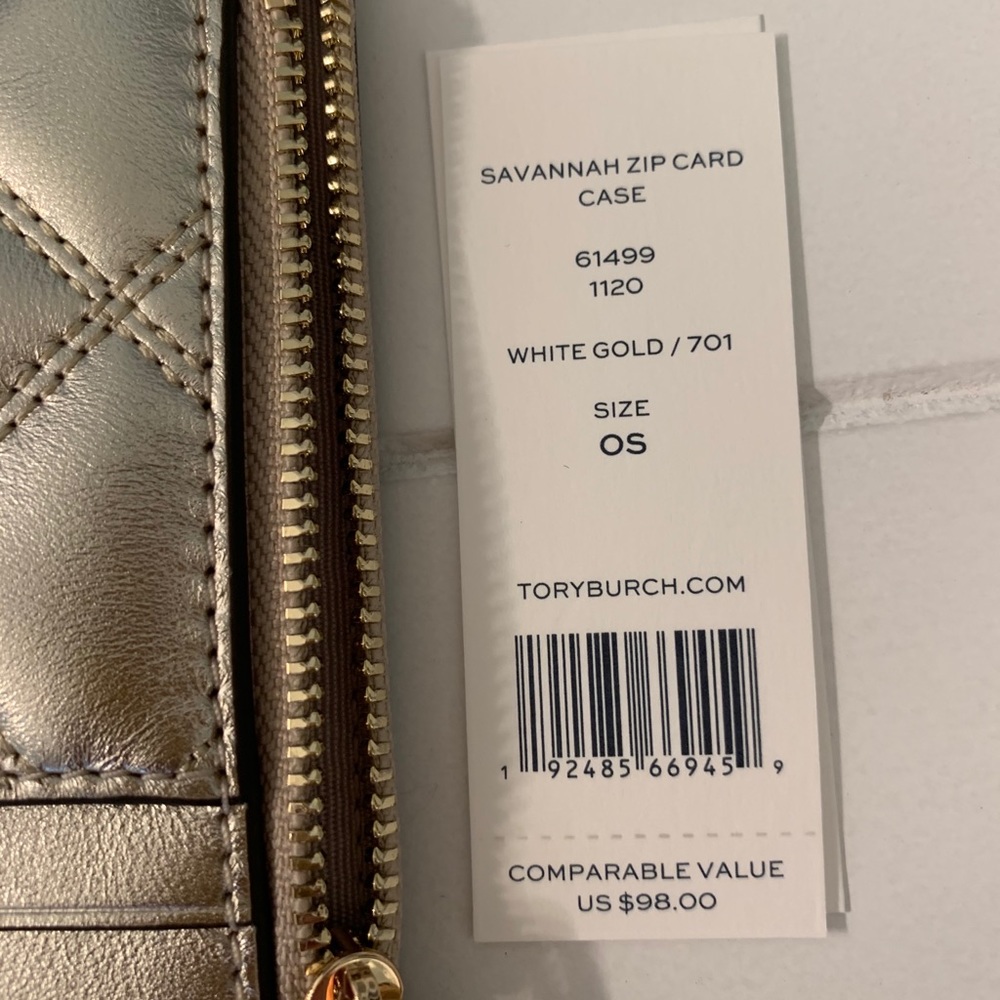 SAVANNAH ZIP CARD
CASE
61499
1120
WHITE GOLD / 701
SIZE
OS
TORYBURCH.COM
1 92485 66945 9
COMPARABLE VALUE
US $98.00